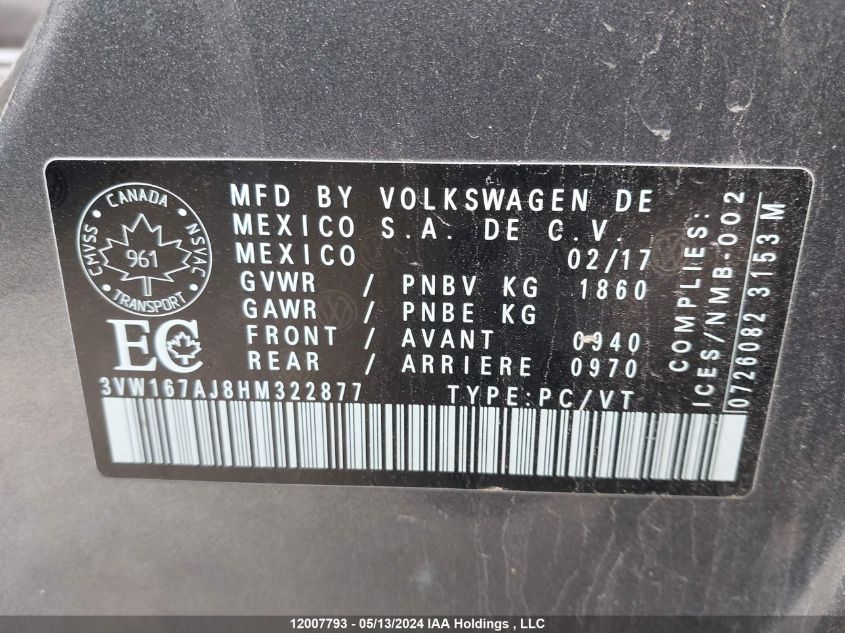 CANADA
CMVSS
NSVAC
961
TRANSPORT
EC
MFD BY VOLKSWAGEN DE
MEXICO S.A. DE C.V.
MEXICO 02/17
GVWR / PNBV KG 1860
GAWR / PNBE KG
FRONT / AVANT 0940
REAR / ARRIERE 0970
3VW167AJ8HM322877 TYPE:PC/VT
COMPLIES:
ICES/NMB-002
0726082 3153M
12007793 - 05/13/2024 IAA Holdings , LLC